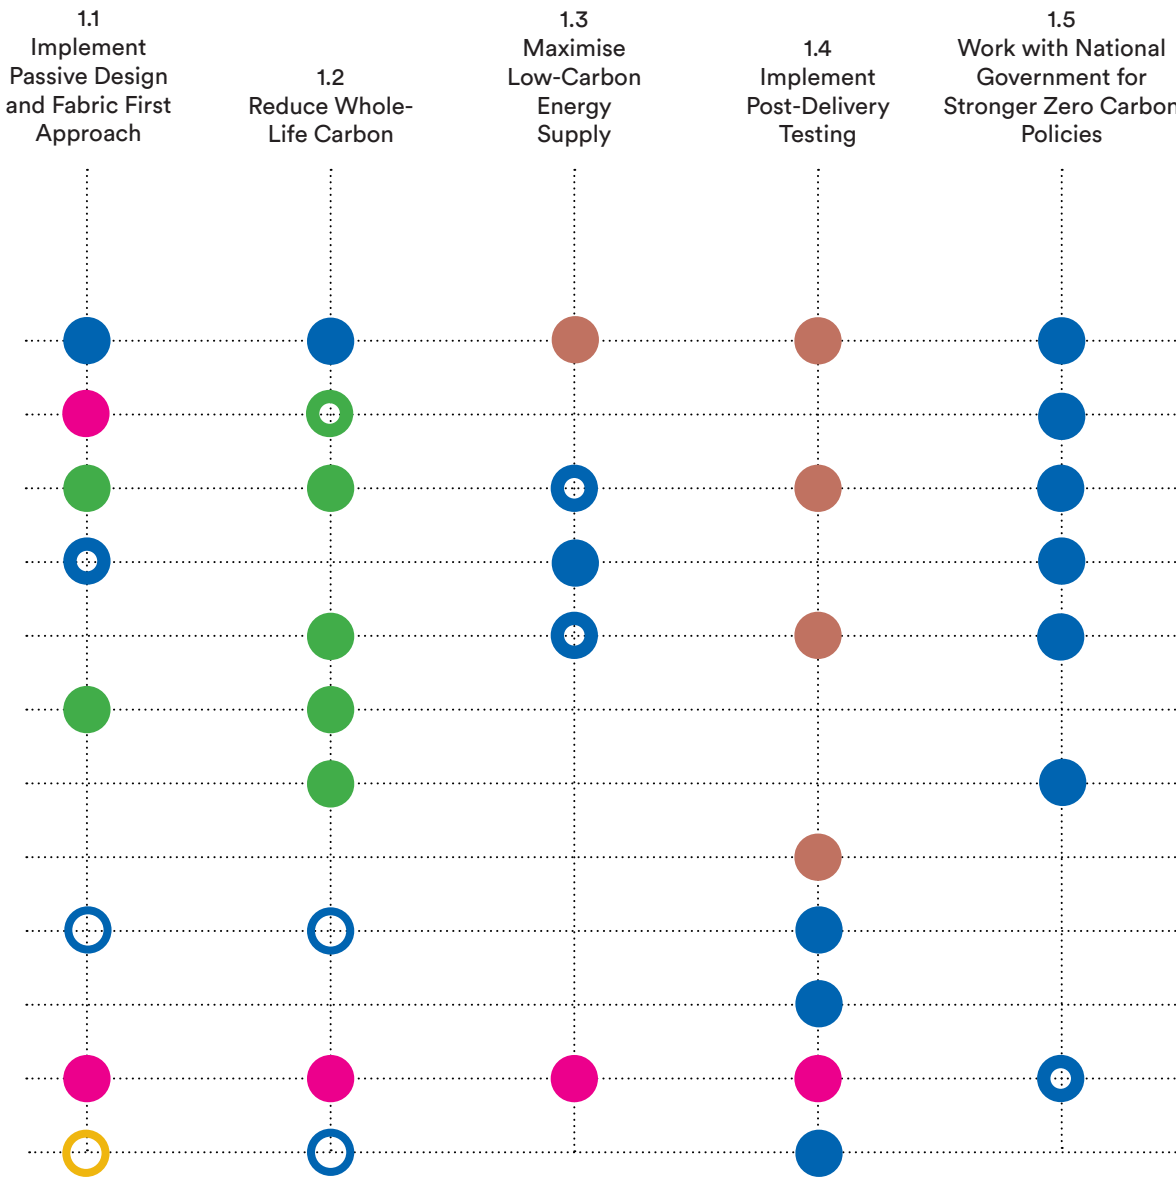 1.1
Implement
Passive Design
and Fabric First
Approach
1.2
Reduce Whole-
Life Carbon
1.3
Maximise
Low-Carbon
Energy
Supply
1.4
Implement
Post-Delivery
Testing
1.5
Work with National
Government for
Stronger Zero Carbon
Policies